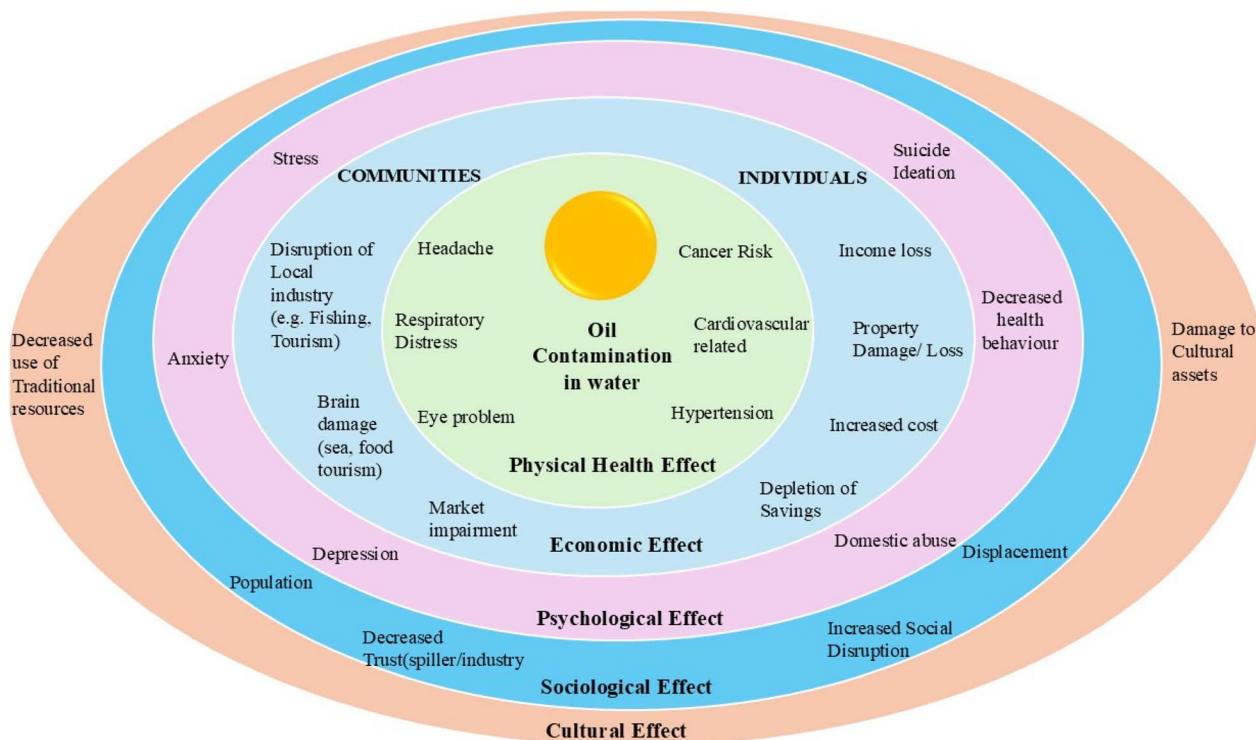 Stress
Suicide
Ideation
COMMUNITIES
INDIVIDUALS
Headache
Cancer Risk
Disruption of
Local
industry
(e.g. Fishing,
Tourism)
Income loss
Respiratory
Distress
Oil
Contamination
in water
Cardiovascular
related
Property
Damage/ Loss
Decreased
health
behaviour
Decreased
use of
Traditional
resources
Anxiety
Damage to
Cultural
assets
Brain
damage
(sea, food
tourism)
Eye problem
Hypertension
Increased cost
Physical Health Effect
Market
impairment
Depletion of
Savings
Economic Effect
Depression
Domestic abuse
Displacement
Population
Psychological Effect
Decreased
Trust(spiller/industry
Increased Social
Disruption
Sociological Effect
Cultural Effect